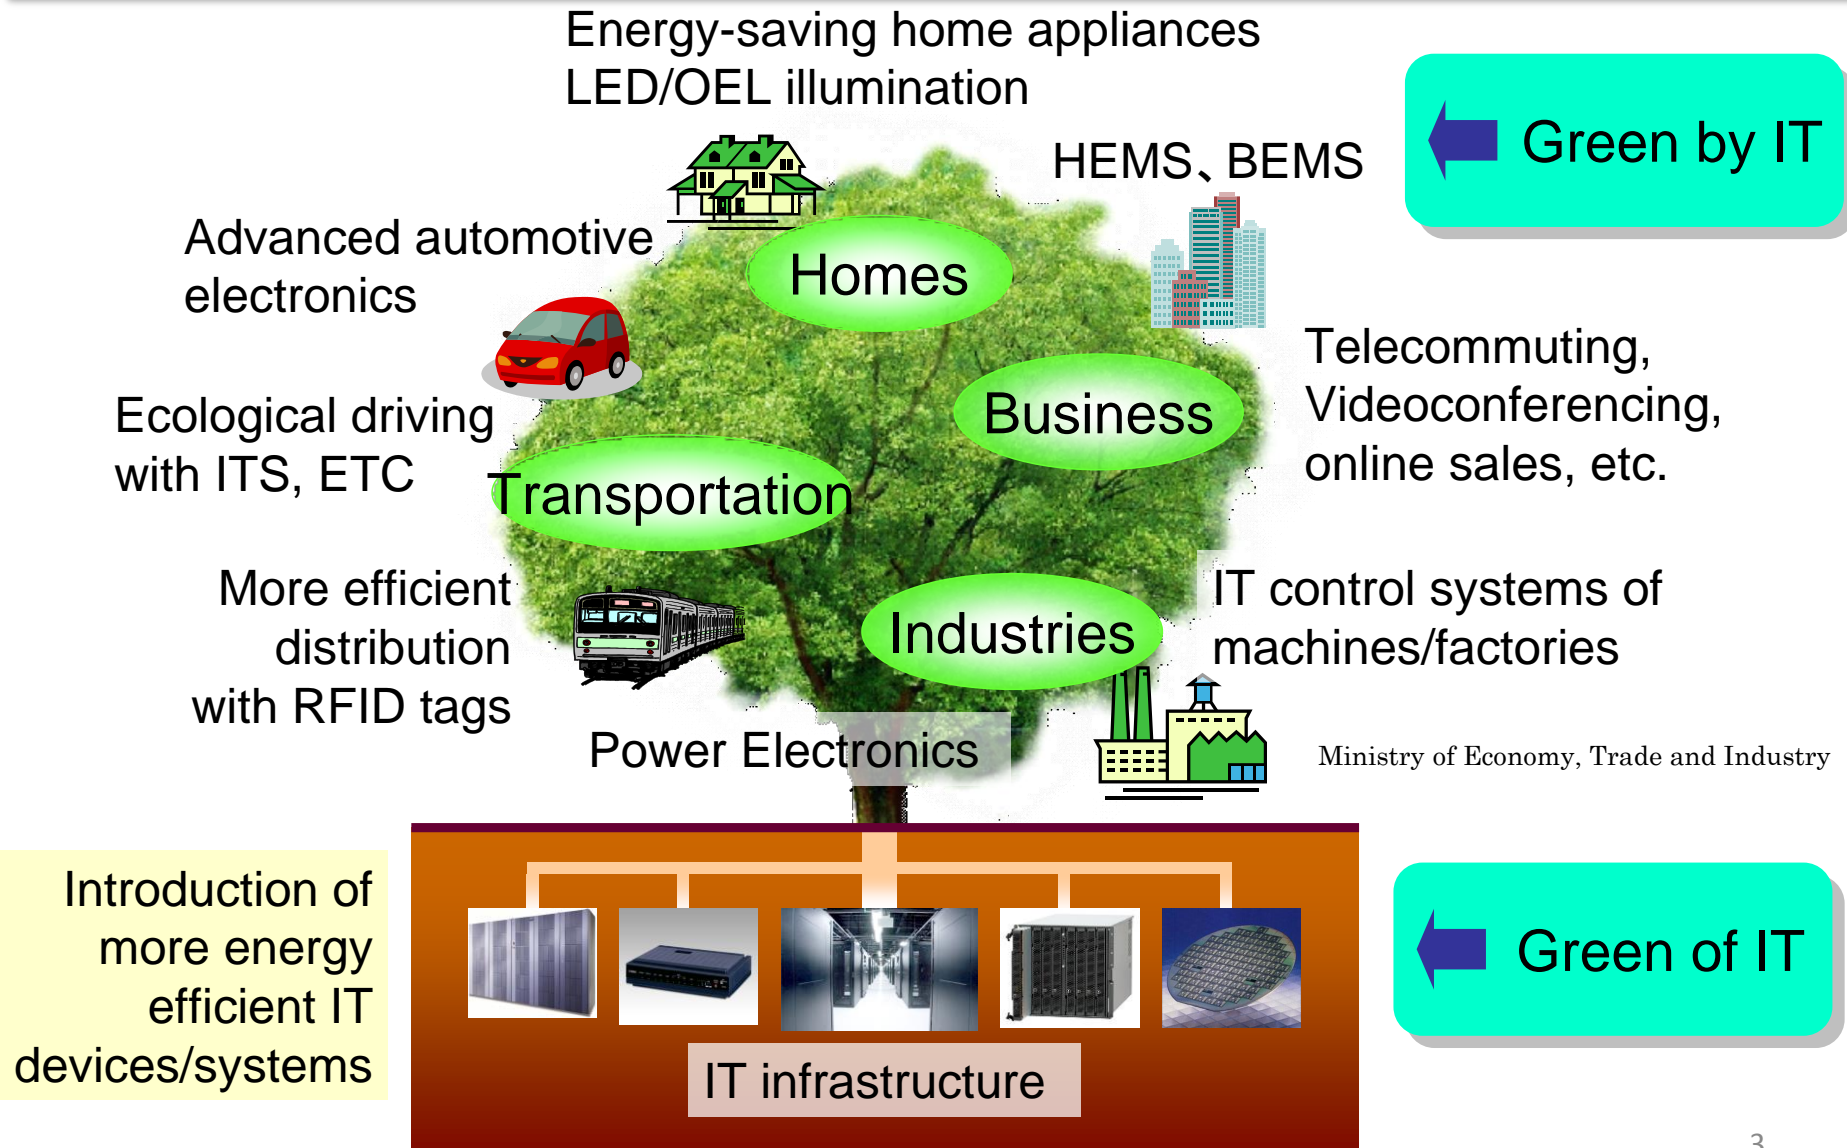 Energy-saving home appliances
LED/OEL illumination
Green by IT
HEMS、BEMS
Advanced automotive
electronics
Homes
Telecommuting,
Videoconferencing,
online sales, etc.
Business
Ecological driving
with ITS, ETC
Transportation
More efficient
distribution
with RFID tags
Industries
IT control systems of
machines/factories
Power Electronics
Ministry of Economy, Trade and Industry
Introduction of
more energy
efficient IT
devices/systems
Green of IT
IT infrastructure
3